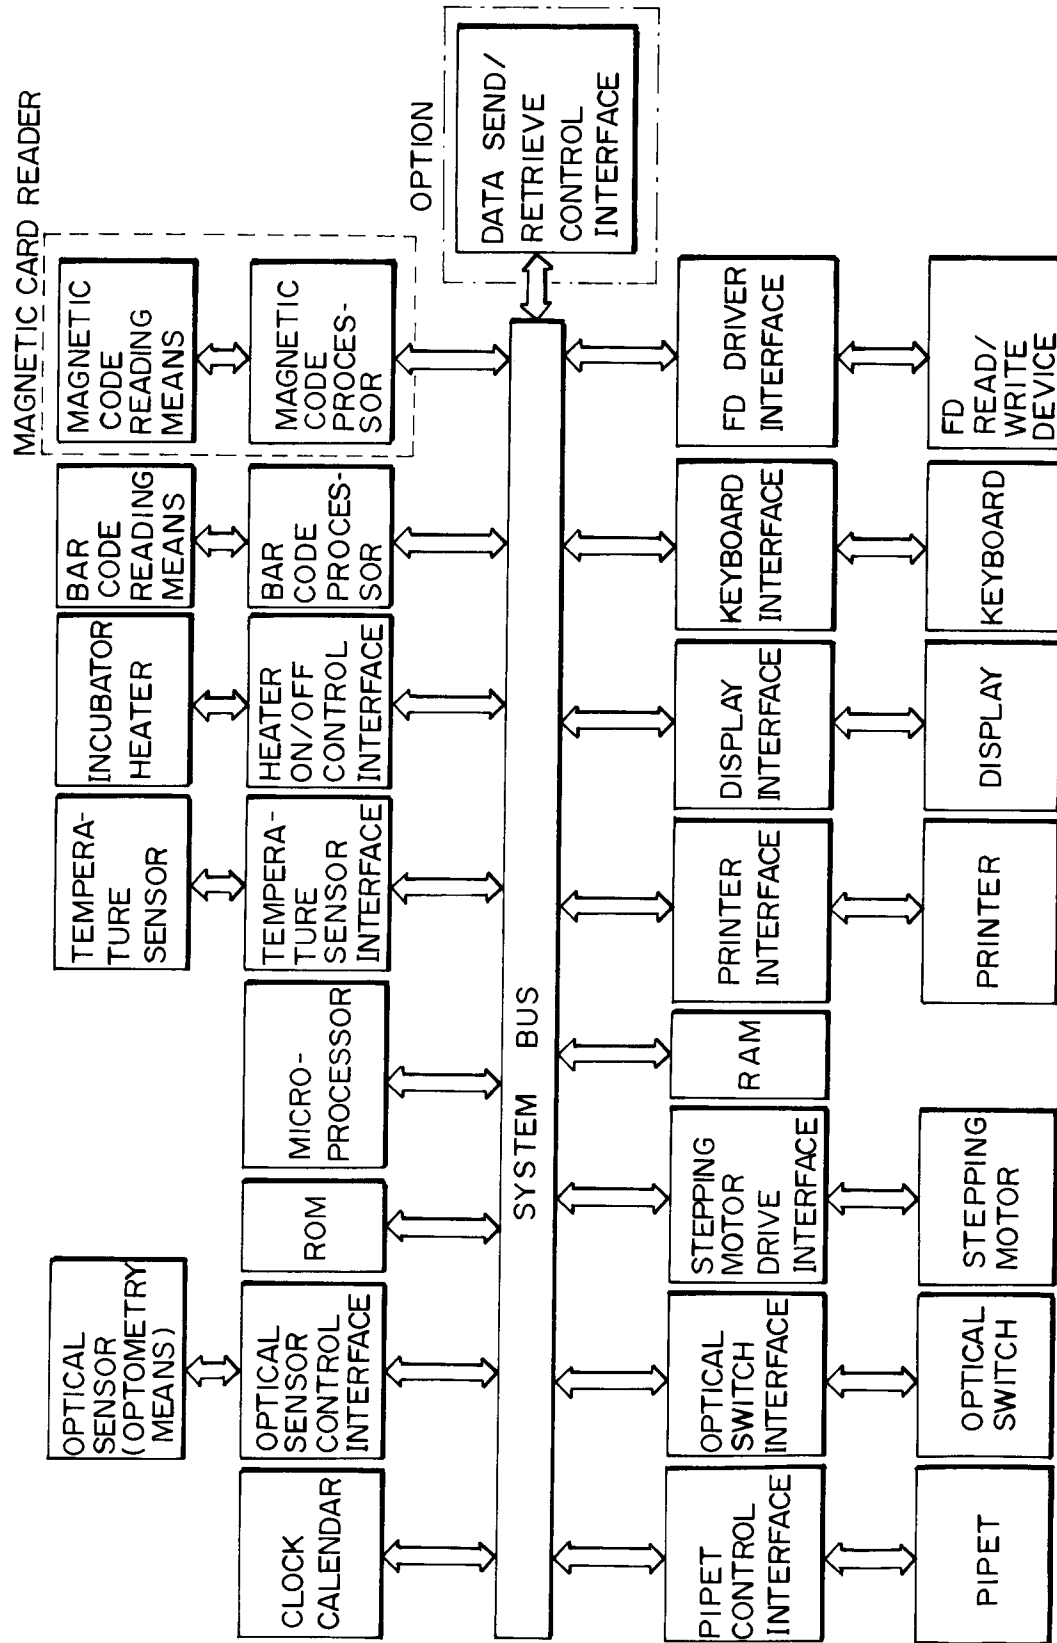 MAGNETIC CARD READER
OPTICAL
SENSOR
(OPTOMETRY
MEANS)
TEMPERA-
TURE
SENSOR
INCUBATOR
HEATER
BAR
CODE
READING
MEANS
MAGNETIC
CODE
READING
MEANS
CLOCK
CALENDAR
OPTICAL
SENSOR
CONTROL
INTERFACE
ROM
MICRO-
PROCESSOR
TEMPERA-
TURE
SENSOR
INTERFACE
HEATER
ON/OFF
CONTROL
INTERFACE
BAR
CODE
PROCES-
SOR
MAGNETIC
CODE
PROCES-
SOR
OPTION
SYSTEM BUS
DATA SEND/
RETRIEVE
CONTROL
INTERFACE
PIPET
CONTROL
INTERFACE
OPTICAL
SWITCH
INTERFACE
STEPPING
MOTOR
DRIVE
INTERFACE
RAM
PRINTER
INTERFACE
DISPLAY
INTERFACE
KEYBOARD
INTERFACE
FD DRIVER
INTERFACE
PIPET
OPTICAL
SWITCH
STEPPING
MOTOR
PRINTER
DISPLAY
KEYBOARD
FD
READ/
WRITE
DEVICE